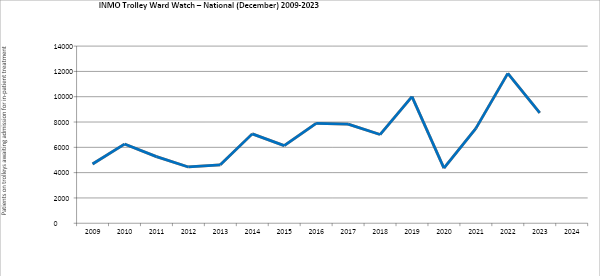 INMO Trolley Ward Watch – National (December) 2009-2023
Patients on trolleys awaiting admission for in-patient treatment
14000
12000
10000
8000
6000
4000
2000
0
2009 2010 2011 2012 2013 2014 2015 2016 2017 2018 2019 2020 2021 2022 2023 2024